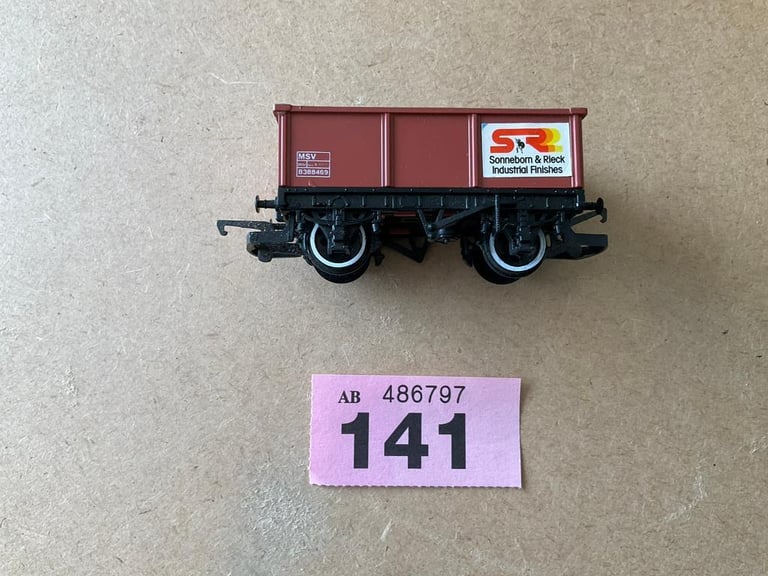 MSV
B388469
SR
Sonneborn & Rieck
Industrial Finishes
AB 486797
141